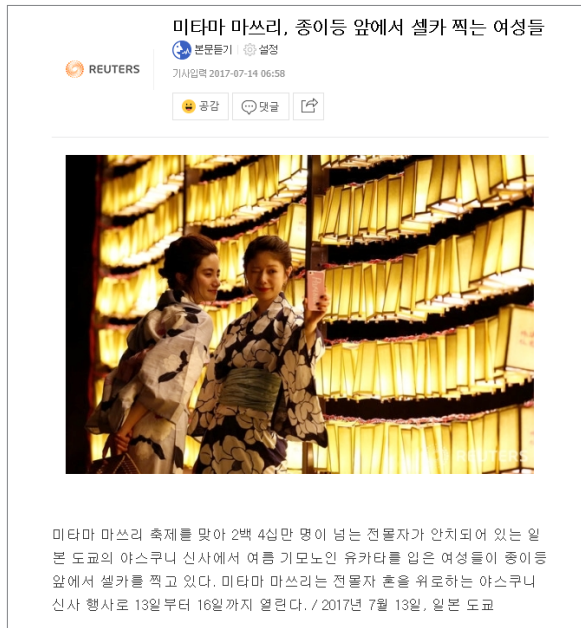 미타마 마쓰리, 종이등 앞에서 셀카 찍는 여성들
본문듣기 설정
REUTERS
기사입력 2017-07-14 06:58
공감 댓글
REUTERS
미타마 마쓰리 축제를 맞아 2백 4십만 명이 넘는 전몰자가 안치되어 있는 일
본 도쿄의 야스쿠니 신사에서 여름 기모노인 유카타를 입은 여성들이 종이등
앞에서 셀카를 찍고 있다. 미타마 마쓰리는 전몰자 혼을 위로하는 야스쿠니
신사 행사로 13일부터 16일까지 열린다. / 2017년 7월 13일, 일본 도쿄